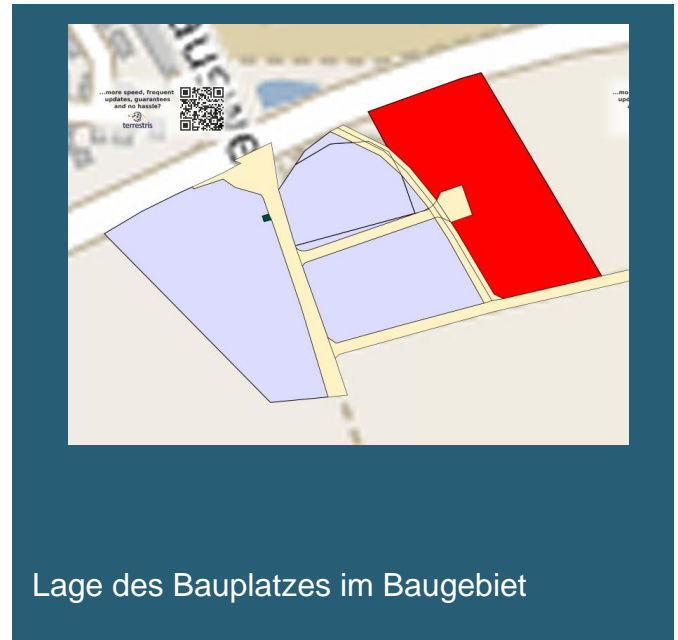 ...more speed, frequent
updates, guarantees
and no hassle?
terrestris
Lage des Bauplatzes im Baugebiet